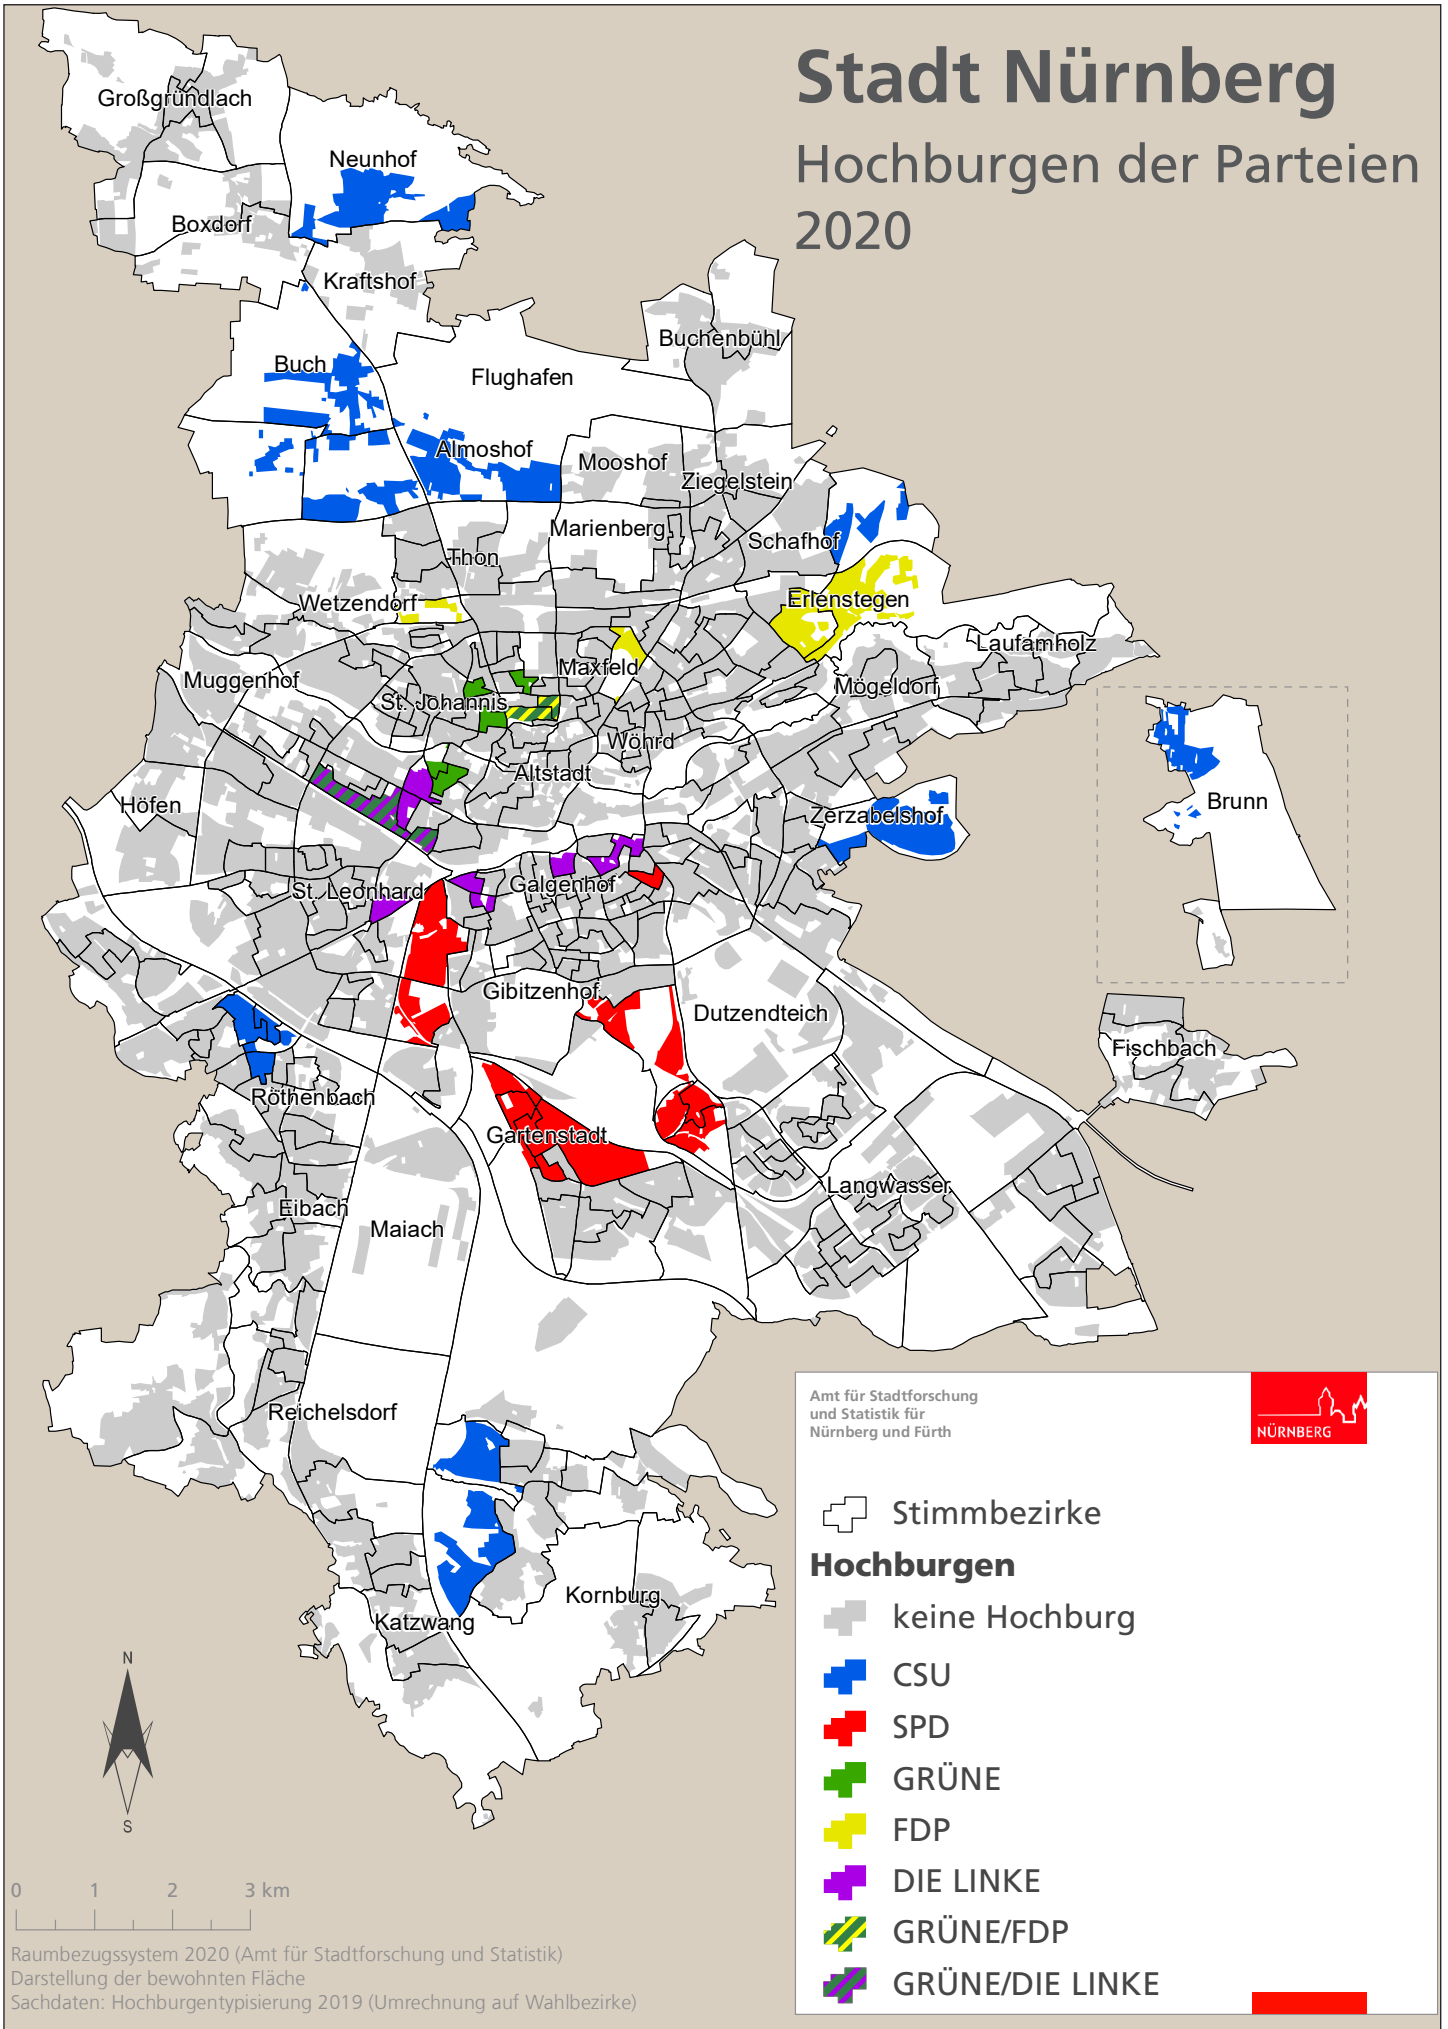 Stadt Nürnberg
Hochburgen der Parteien
2020
Großgründlach
Neunhof
Boxdorf
Kraftshof
Buchenbühl
Buch
Flughafen
Almoshof
Mooshof
Ziegelstein
Marienberg
Schafhof
Thon
Wetzendorf
Erlenstegen
Laufamholz
Maxfeld
Muggenhof
Mögeldorf
St. Johannis
Wöhrd
Altstadt
Höfen
Zerzabelshof
Brunn
St. Leonhard
Galgenhof
Gibitzenhof
Dutzendteich
Fischbach
Röthenbach
Gartenstadt
Langwasser
Eibach
Maiach
Reichelsdorf
Kornburg
Katzwang
Amt für Stadtforschung
und Statistik für
Nürnberg und Fürth
NÜRNBERG
Stimmbezirke
Hochburgen
keine Hochburg
CSU
SPD
GRÜNE
FDP
DIE LINKE
GRÜNE/FDP
GRÜNE/DIE LINKE
N
S
0 1 2 3 km
Raumbezugssystem 2020 (Amt für Stadtforschung und Statistik)
Darstellung der bewohnten Fläche
Sachdaten: Hochburgentypisierung 2019 (Umrechnung auf Wahlbezirke)